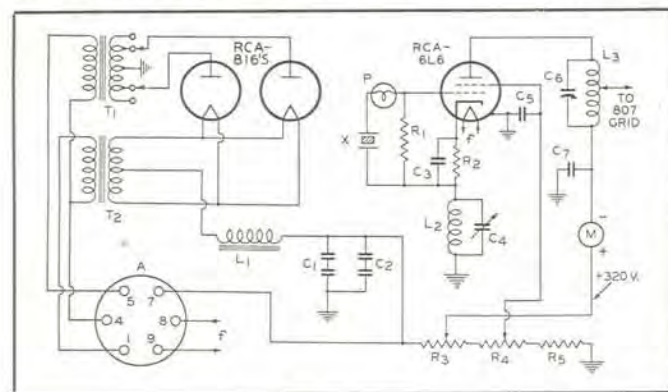 RCA-
816'S
T1
RCA-
6L6
P
X
R1
C3
f
R2
C5
L2
C4
L3
C6
TO
807
GRID
C7
-
M
+
+320 V.
T2
L1
C1
C2
A
5
7
4
8
f
1
9
R3
R4
R5